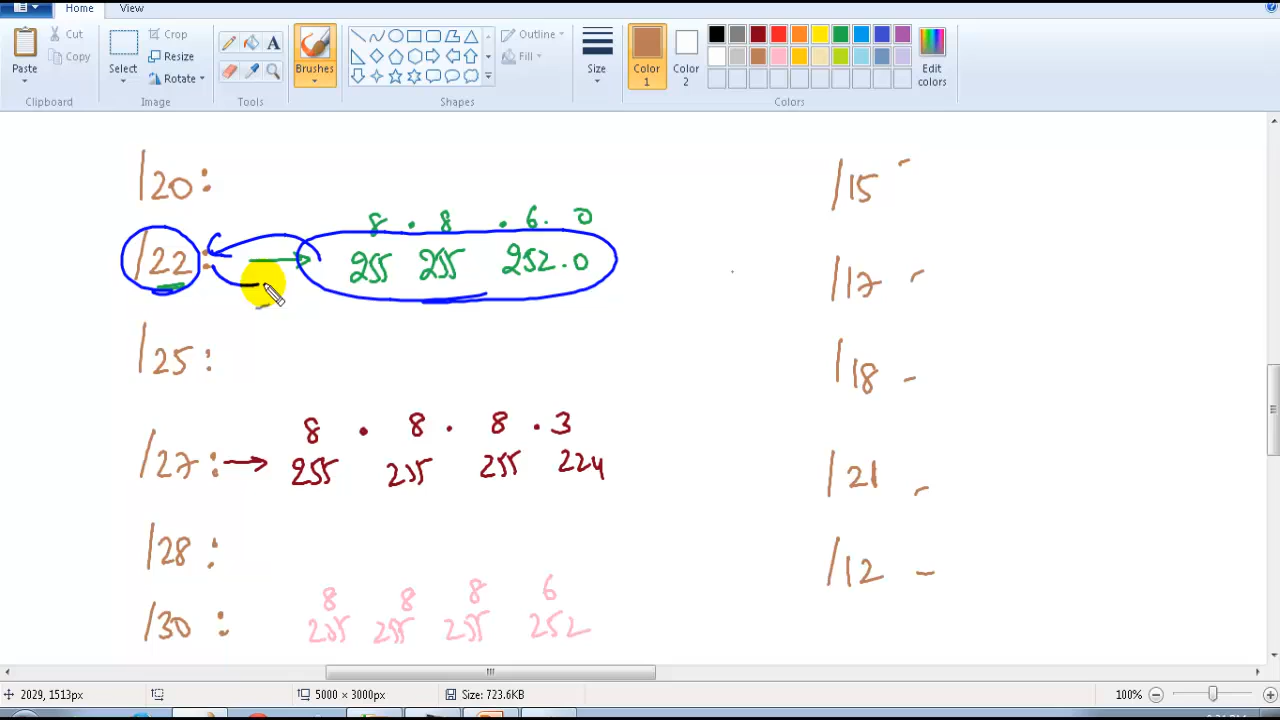 Home View
Paste
Cut
Copy
Clipboard
Select
Crop
Resize
Rotate
Image
A
Tools
Brushes
Outline
Fill
Shapes
Size
Color 1
Color 2
Edit colors
Colors
/20:
8 . 8 . 6. 0
/22: → 255 255 252.0
/25:
8 . 8 . 8 . 3
/27: → 255 255 255 224
/28:
8 8 8 6
/30: 255 255 255 252
/15 -
/17 -
/18 -
/21 -
/12 -
2029, 1513px
5000 × 3000px
Size: 723.6KB
100%